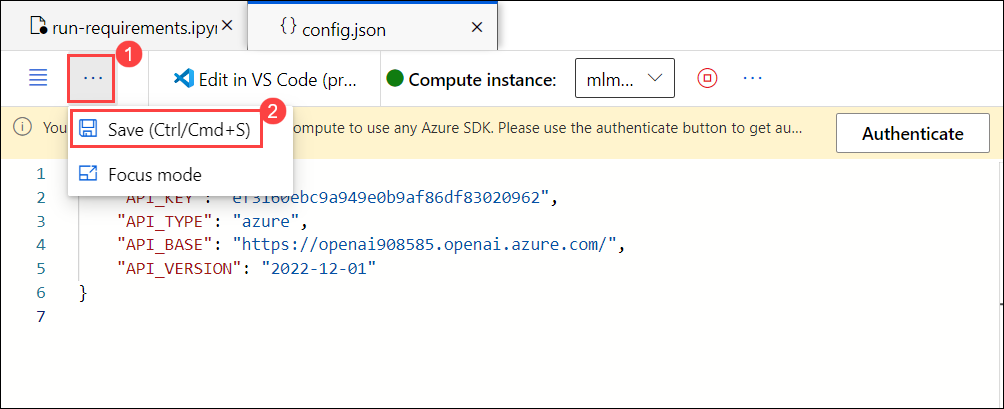 run-requirements.ipyn
{} config.json
1
... Edit in VS Code (pr... Compute instance: mlm... ...
2
You
Save (Ctrl/Cmd+S)
ompute to use any Azure SDK. Please use the authenticate button to get au...
Authenticate
Focus mode
1
2 "API_KEY": "ef3160ebc9a949e0b9af86df83020962",
3 "API_TYPE": "azure",
4 "API_BASE": "https://openai908585.openai.azure.com/",
5 "API_VERSION": "2022-12-01"
6 }
7